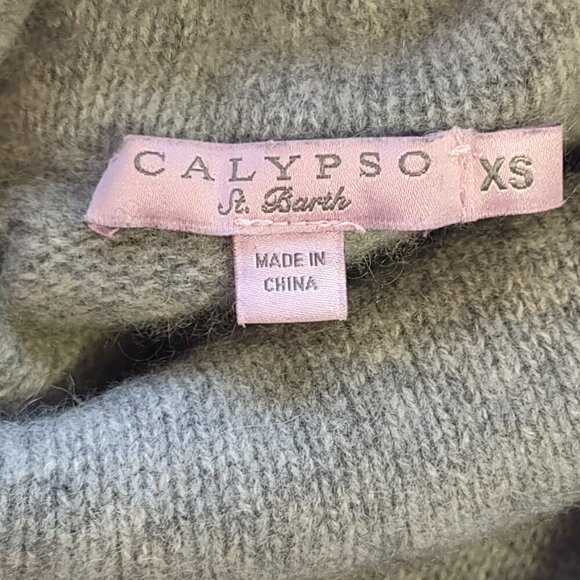 CALYPSO
St. Barth
XS
MADE IN
CHINA